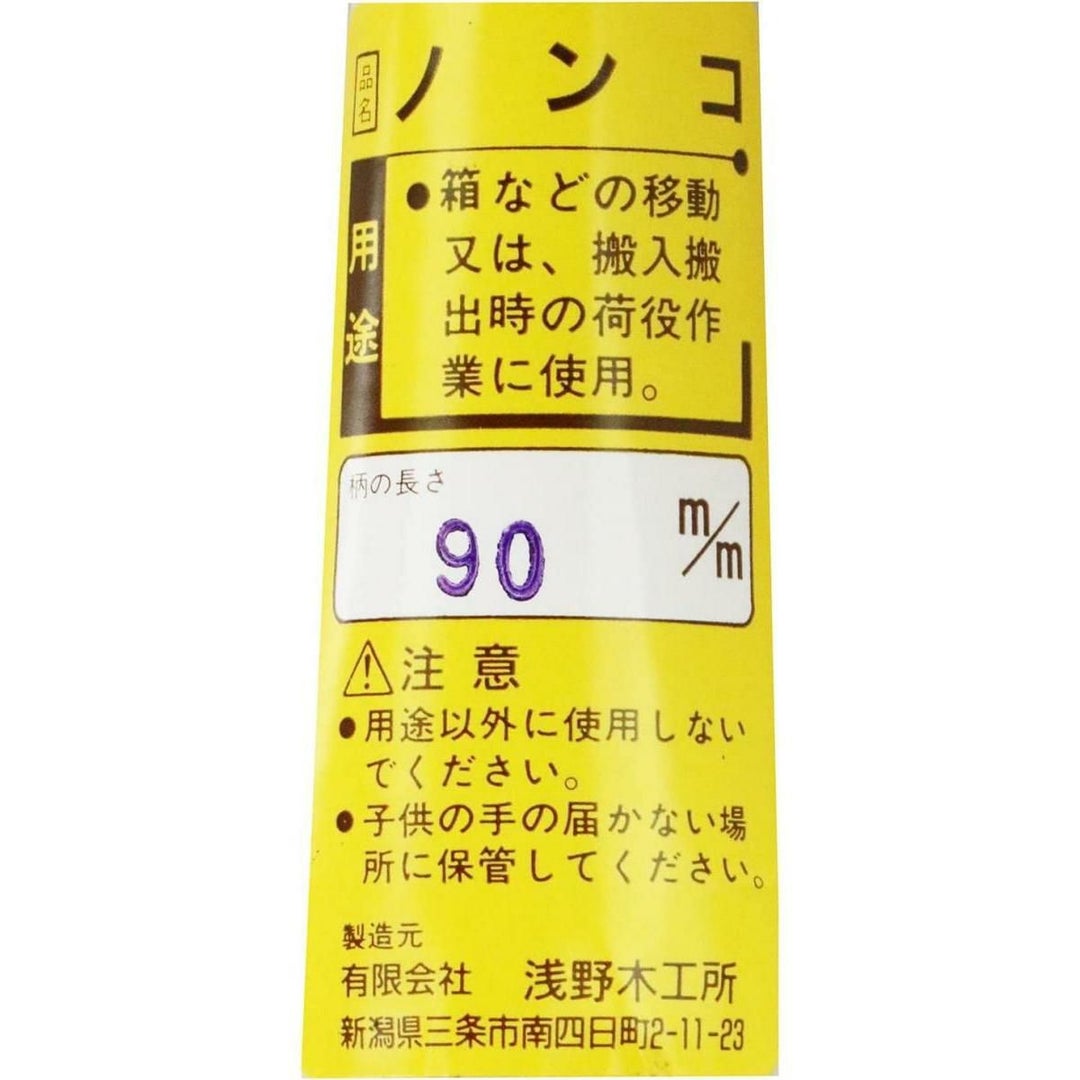 品名 ノンコ
用途
●箱などの移動
又は、搬入搬
出時の荷役作
業に使用。
柄の長さ
90 m/m
⚠注意
●用途以外に使用しない
でください。
●子供の手の届かない場
所に保管してください。
製造元
有限会社 浅野木工所
新潟県三条市南四日町2-11-23